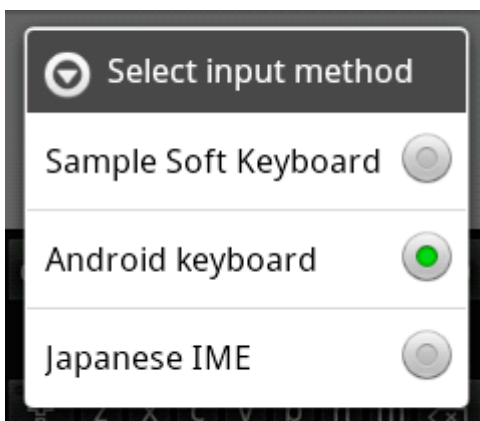 Select input method
Sample Soft Keyboard
Android keyboard
Japanese IME
z x c v b n m